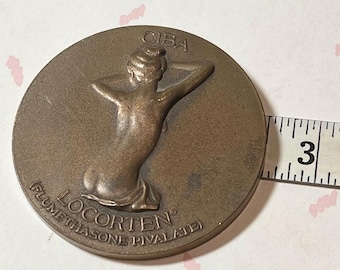 CIBA
LOCORTEN®
(FLUMETHASONE PIVALATE)
3